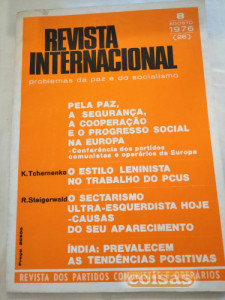 REVISTA
INTERNACIONAL
8
AGOSTO
1976
(26)
problemas da paz e do socialismo
PELA PAZ,
A SEGURANÇA,
A COOPERAÇÃO
E O PROGRESSO SOCIAL
NA EUROPA
-Conferência dos partidos
comunistas e operários da Europa
K.Tchernenko O ESTILO LENINISTA
NO TRABALHO DO PCUS
R.Steigerwald O SECTARISMO
ULTRA-ESQUERDISTA HOJE
-CAUSAS
DO SEU APARECIMENTO
ÍNDIA: PREVALECEM
AS TENDÊNCIAS POSITIVAS
REVISTA DOS PARTIDOS COMUNISTAS E OPERÁRIOS
coisas